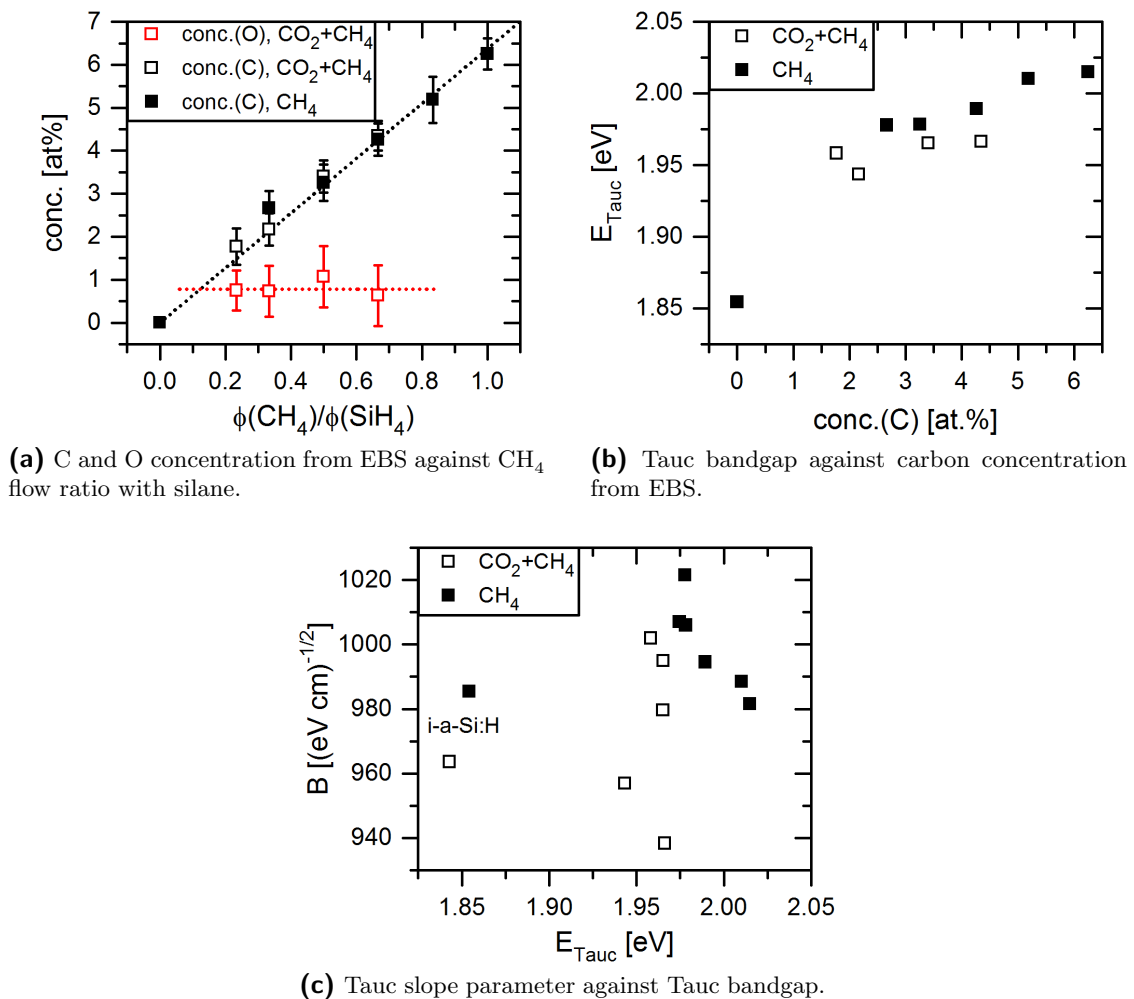 conc.(O), CO₂+CH₄
conc.(C), CO₂+CH₄
conc.(C), CH₄
7
6
5
4
3
2
1
0
conc. [at%]
0.0 0.2 0.4 0.6 0.8 1.0
ϕ(CH₄)/ϕ(SiH₄)
(a) C and O concentration from EBS against CH₄
flow ratio with silane.
CO₂+CH₄
CH₄
2.05
2.00
1.95
1.90
1.85
E_Tauc [eV]
0 1 2 3 4 5 6
conc.(C) [at.%]
(b) Tauc bandgap against carbon concentration
from EBS.
CO₂+CH₄
CH₄
1020
1000
980
960
940
B [(eV cm)^-1/2]
i-a-Si:H
1.85 1.90 1.95 2.00 2.05
E_Tauc [eV]
(c) Tauc slope parameter against Tauc bandgap.